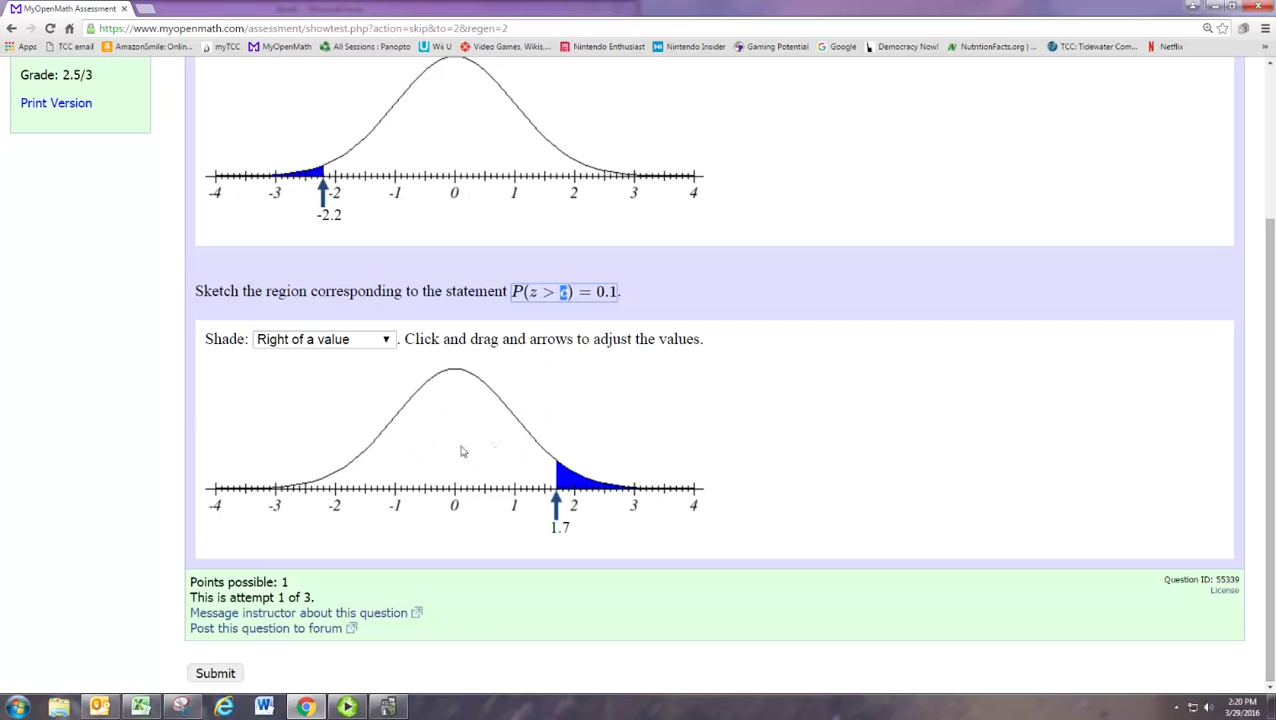 MyOpenMath Assessment
https://www.myopenmath.com/assessment/showtest.php?action=skip&to=2&regen=2
Apps TCC email AmazonSmile: Onlin... myTCC MyOpenMath All Sessions : Panopto Wii U Video Games, Wikis,... Nintendo Enthusiast Nintendo Insider Gaming Potential Google Democracy Now! NutritionFacts.org |... TCC: Tidewater Com... Netflix »
Grade: 2.5/3
Print Version
-4 -3 -2 -1 0 1 2 3 4
-2.2
Sketch the region corresponding to the statement P(z > c) = 0.1.
Shade: Right of a value . Click and drag and arrows to adjust the values.
-4 -3 -2 -1 0 1 2 3 4
1.7
Points possible: 1
Question ID: 55339
This is attempt 1 of 3.
License
Message instructor about this question
Post this question to forum
Submit
2:20 PM
3/29/2016